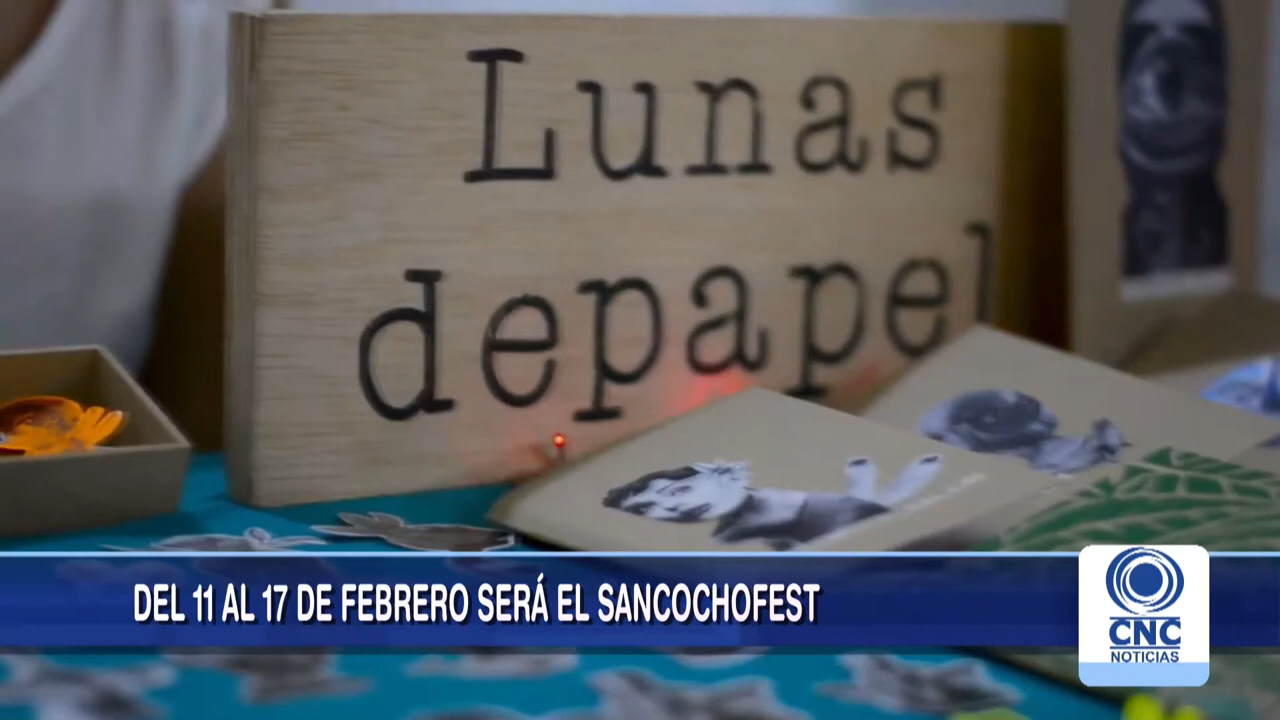 Lunas
depapel
DEL 11 AL 17 DE FEBRERO SERÁ EL SANCOCHOFEST
CNC
NOTICIAS